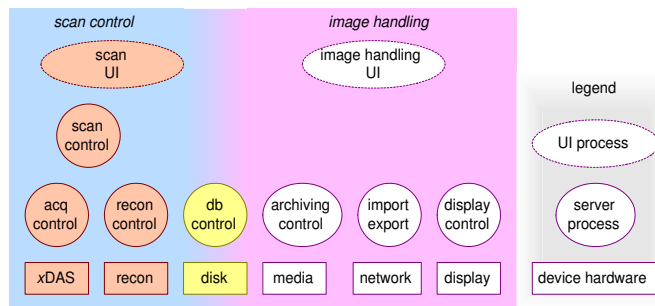 scan control
image handling
scan
UI
image handling
UI
legend
UI process
scan
control
acq
control
recon
control
db
control
archiving
control
import
export
display
control
server
process
xDAS
recon
disk
media
network
display
device hardware